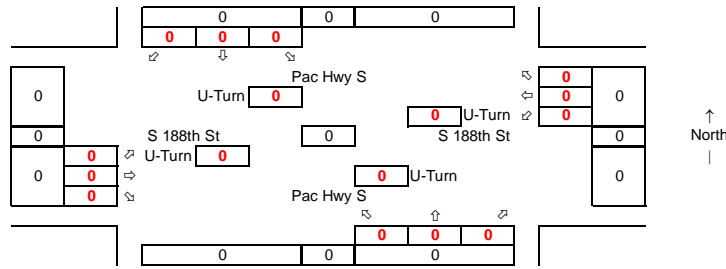 0 0 0
0 0 0
⬃ ⇩ ⬂
Pac Hwy S
⬁ 0
0 U-Turn 0 ⇦ 0 0
0 U-Turn ⬃ 0 ↑
0 S 188th St 0 S 188th St 0 North
0 ⬀ U-Turn 0 |
0 0 ⇨ 0 U-Turn 0
0 ⬂ Pac Hwy S
⬁ ⇧ ⬀
0 0 0
0 0 0